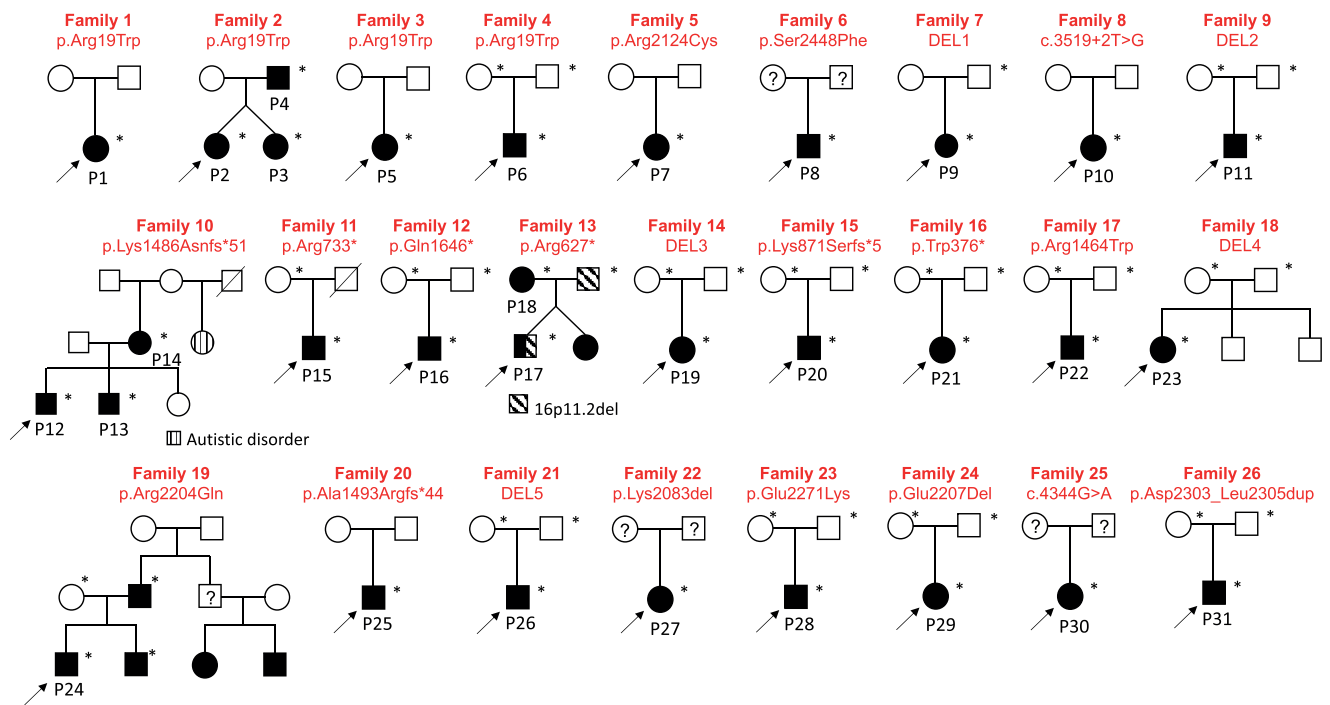 Family 1 Family 2 Family 3 Family 4 Family 5 Family 6 Family 7 Family 8 Family 9
p.Arg19Trp p.Arg19Trp p.Arg19Trp p.Arg19Trp p.Arg2124Cys p.Ser2448Phe DEL1 c.3519+2T>G DEL2
* * * ? ? * * *
P4
* * * * * * * * * *
P1 P2 P3 P5 P6 P7 P8 P9 P10 P11
Family 10 Family 11 Family 12 Family 13 Family 14 Family 15 Family 16 Family 17 Family 18
p.Lys1486Asnfs*51 p.Arg733* p.Gln1646* p.Arg627* DEL3 p.Lys871Serfs*5 p.Trp376* p.Arg1464Trp DEL4
* * * * * * * * * * * * * * *
P18
* * * * * * * * *
P14 P15 P16 P17 P19 P20 P21 P22 P23
* *
P12 P13
16p11.2del
Autistic disorder
Family 19 Family 20 Family 21 Family 22 Family 23 Family 24 Family 25 Family 26
p.Arg2204Gln p.Ala1493Argfs*44 DEL5 p.Lys2083del p.Glu2271Lys p.Glu2207Del c.4344G>A p.Asp2303_Leu2305dup
* * ? ? * * * * ? ? * *
* * ? * * * * * * *
P25 P26 P27 P28 P29 P30 P31
* *
P24